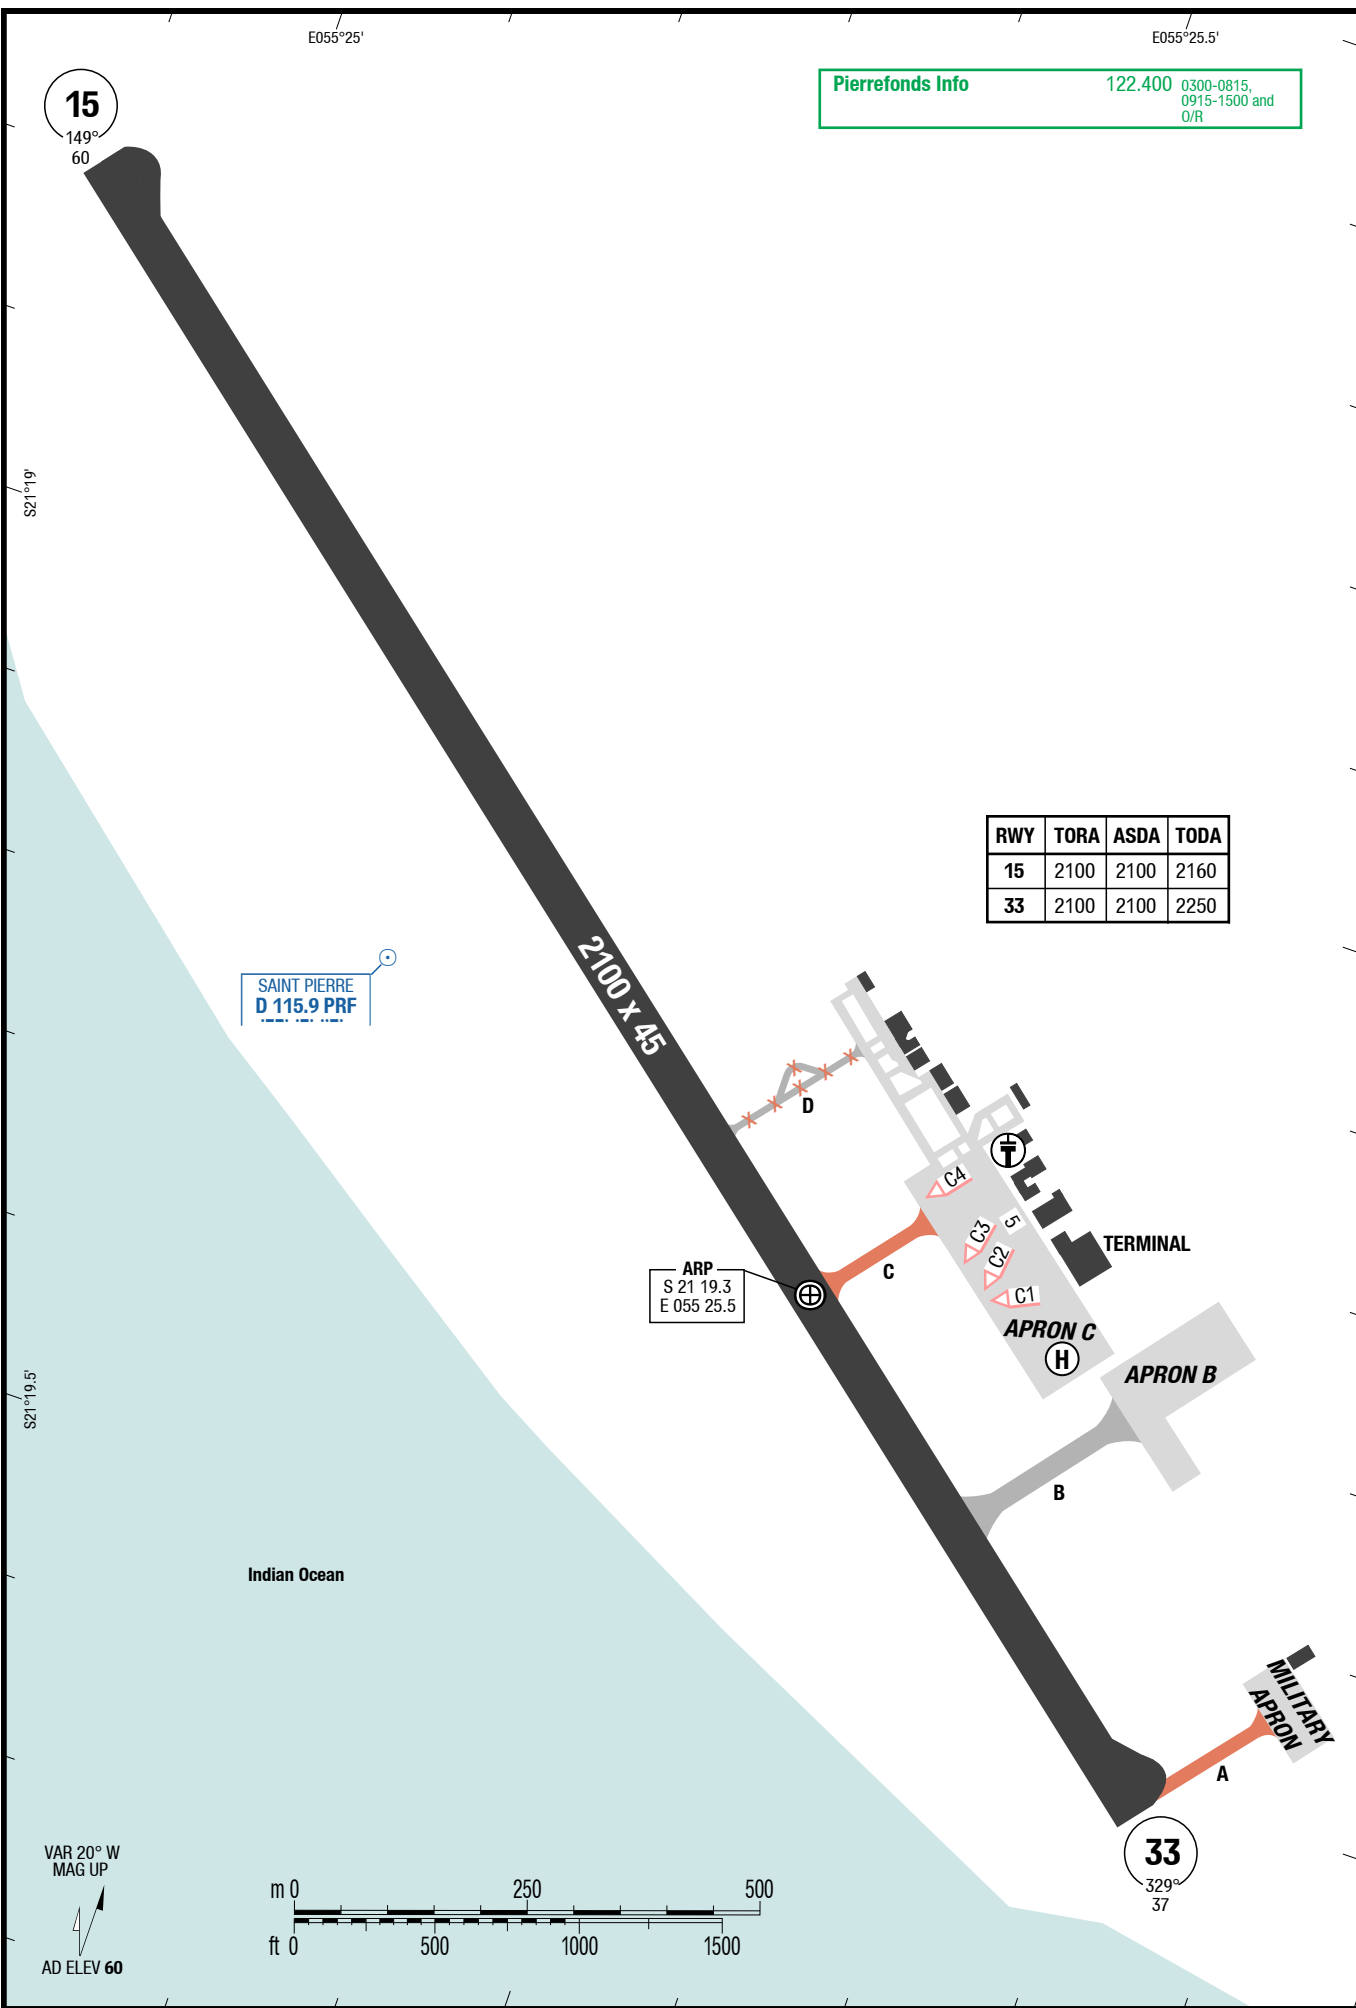 E055°25'
E055°25.5'
Pierrefonds Info 122.400 0300-0815,
0915-1500 and
O/R
15
149°
60
S21°19'
RWY TORA ASDA TODA
15 2100 2100 2160
33 2100 2100 2250
2100 x 45
SAINT PIERRE
D 115.9 PRF
D
C4
C3
5
C2
C1
TERMINAL
C
ARP
S 21 19.3
E 055 25.5
APRON C
H
APRON B
S21°19.5'
B
Indian Ocean
MILITARY
APRON
A
33
329°
37
VAR 20° W
MAG UP
AD ELEV 60
m 0 250 500
ft 0 500 1000 1500